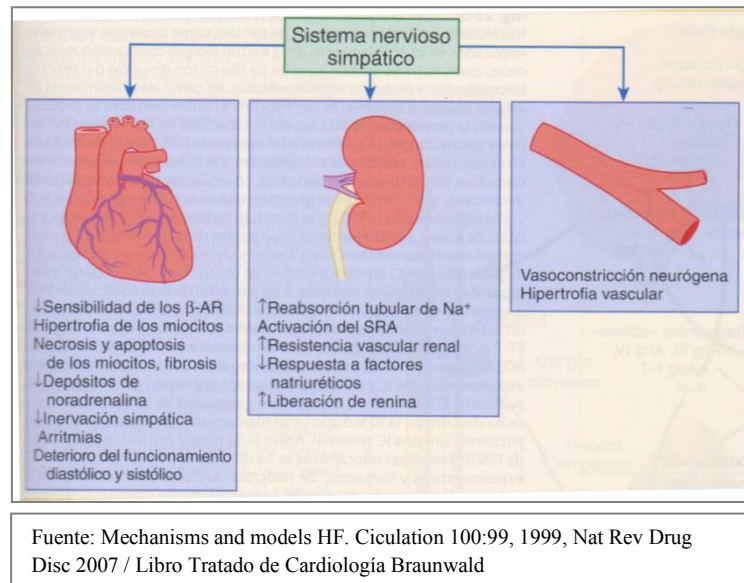 Sistema nervioso
simpático
↓Sensibilidad de los β-AR
Hipertrofia de los miocitos
Necrosis y apoptosis
de los miocitos, fibrosis
↓Depósitos de
noradrenalina
↓Inervación simpática
Arritmias
Deterioro del funcionamiento
diastólico y sistólico
↑Reabsorción tubular de Na⁺
Activación del SRA
↑Resistencia vascular renal
↓Respuesta a factores
natriuréticos
↑Liberación de renina
Vasoconstricción neurógena
Hipertrofia vascular
Fuente: Mechanisms and models HF. Ciculation 100:99, 1999, Nat Rev Drug
Disc 2007 / Libro Tratado de Cardiología Braunwald